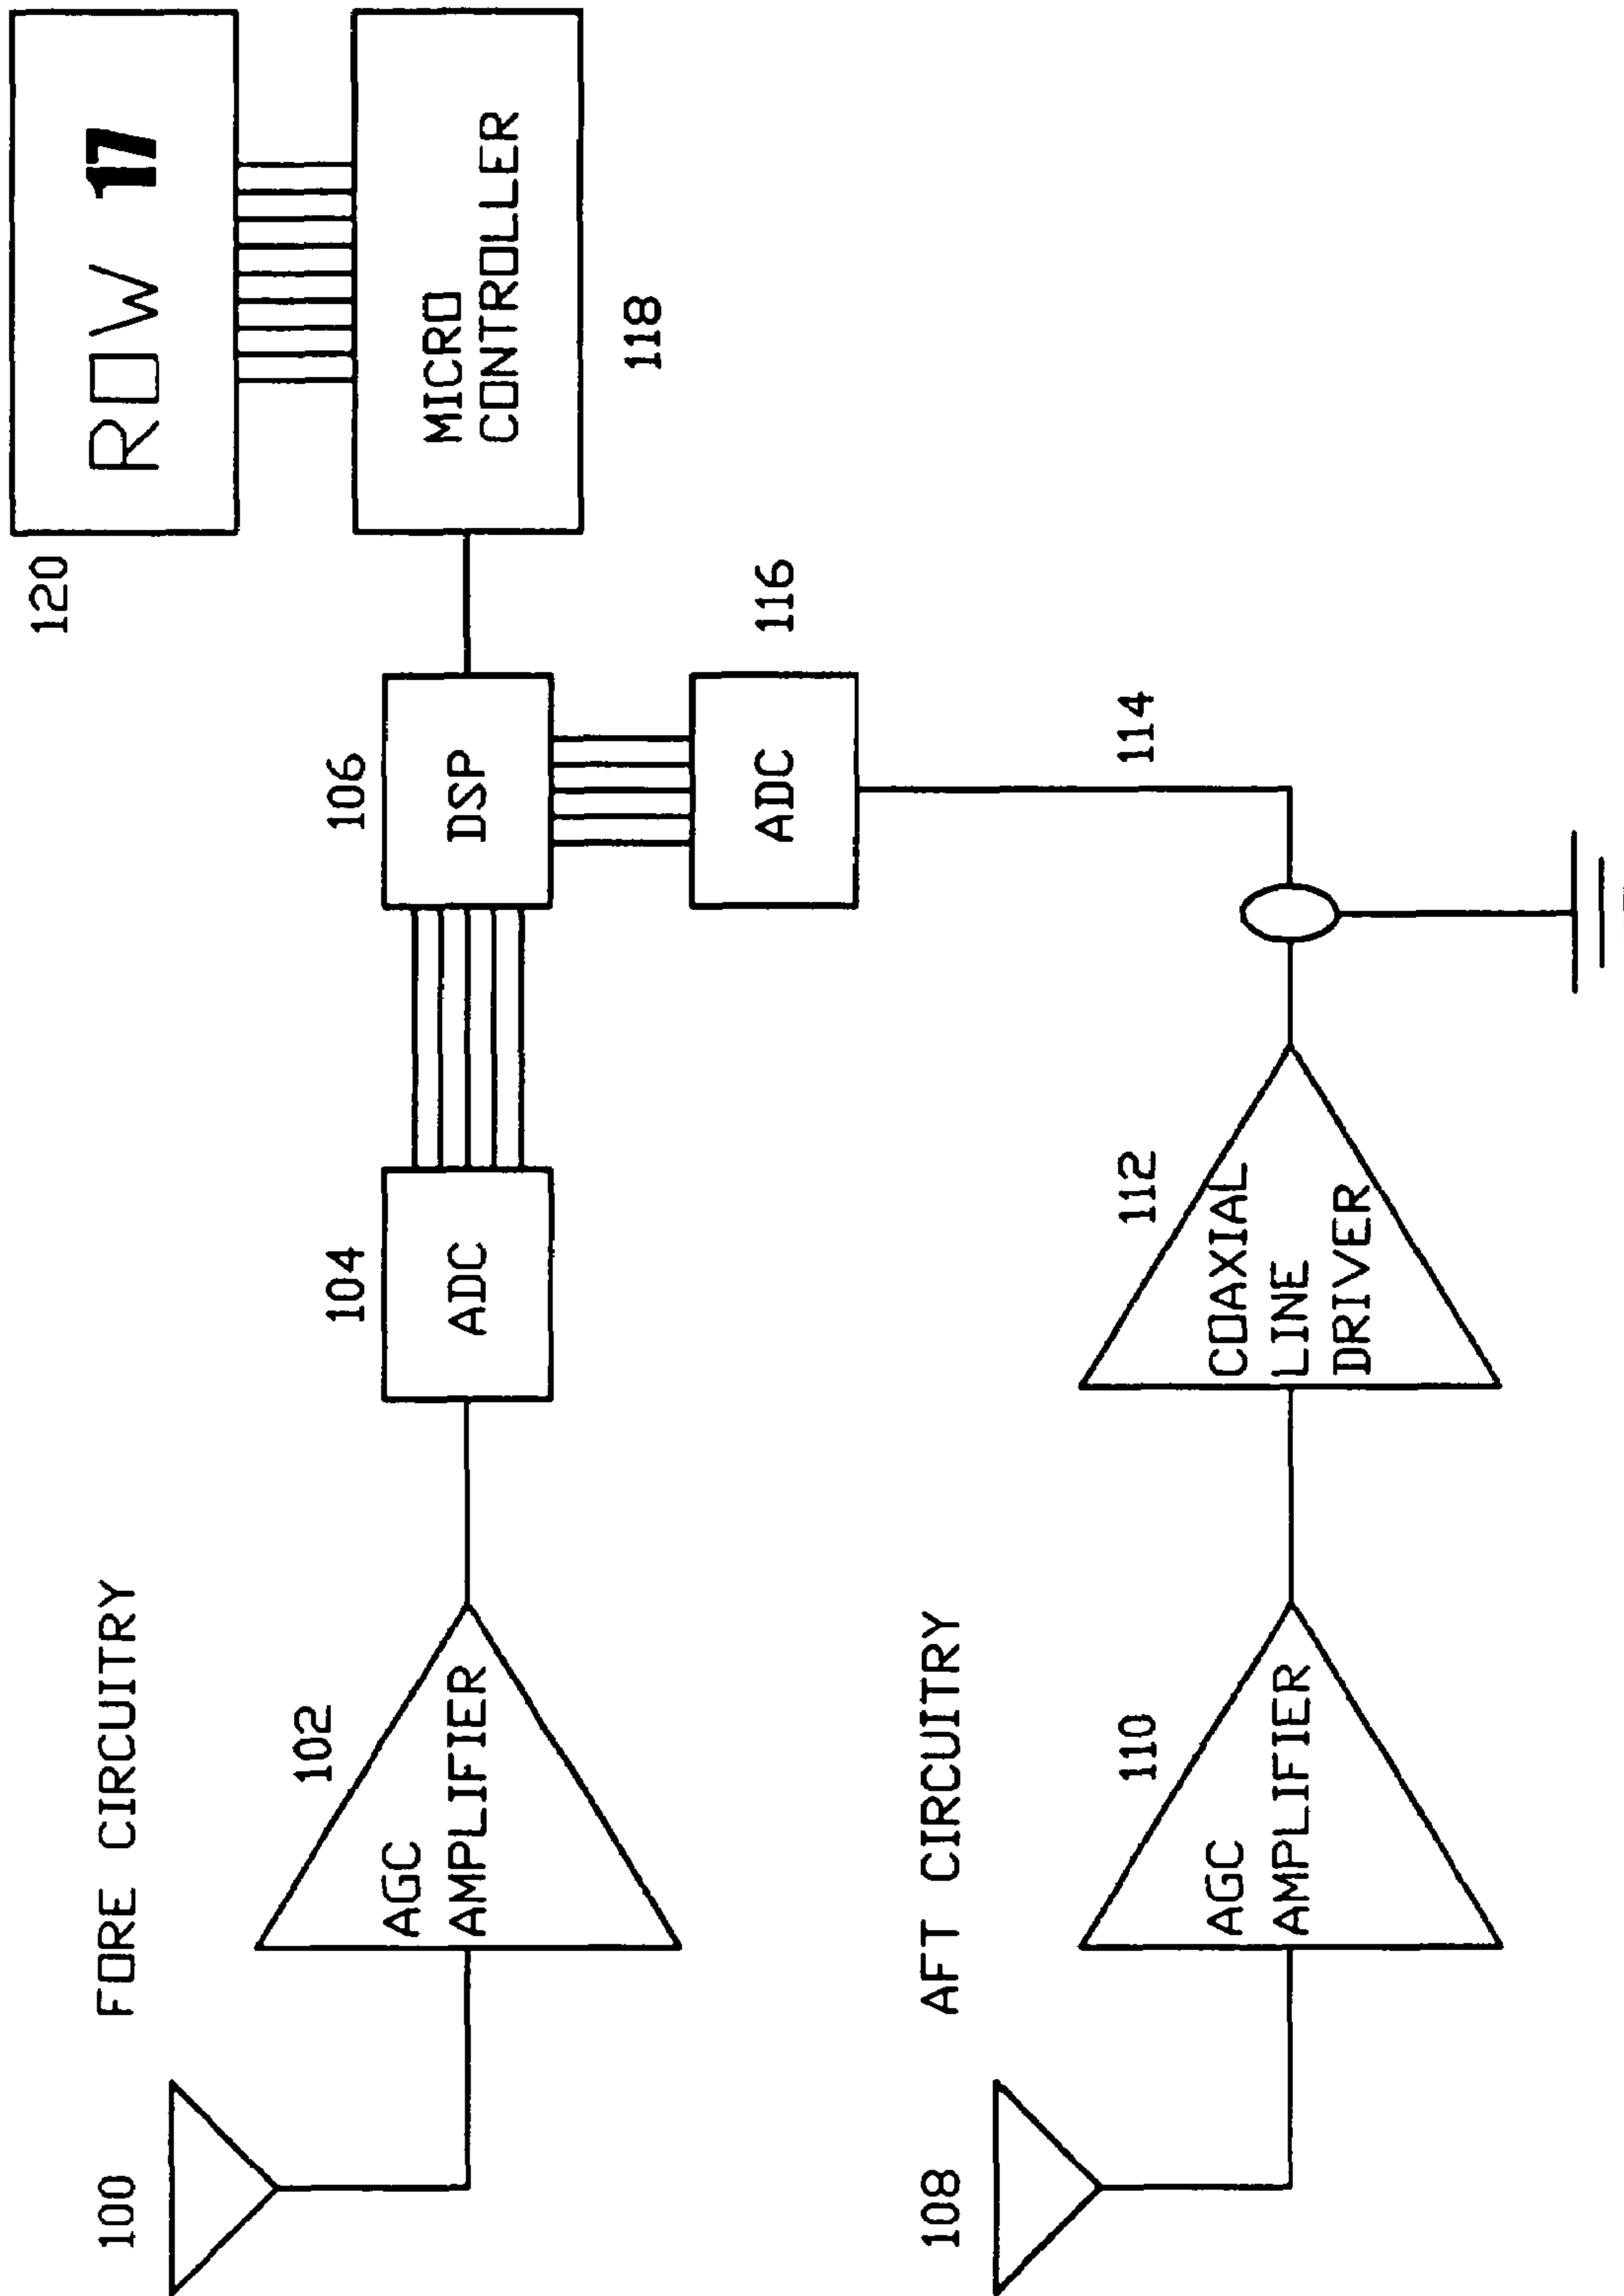 120
ROW 17
FORE CIRCUITRY
100
102
AGC
AMPLIFIER
104
ADC
106
DSP
MICRO
CONTROLLER
118
116
ADC
AFT CIRCUITRY
108
110
AGC
AMPLIFIER
112
COAXIAL
LINE
DRIVER
114